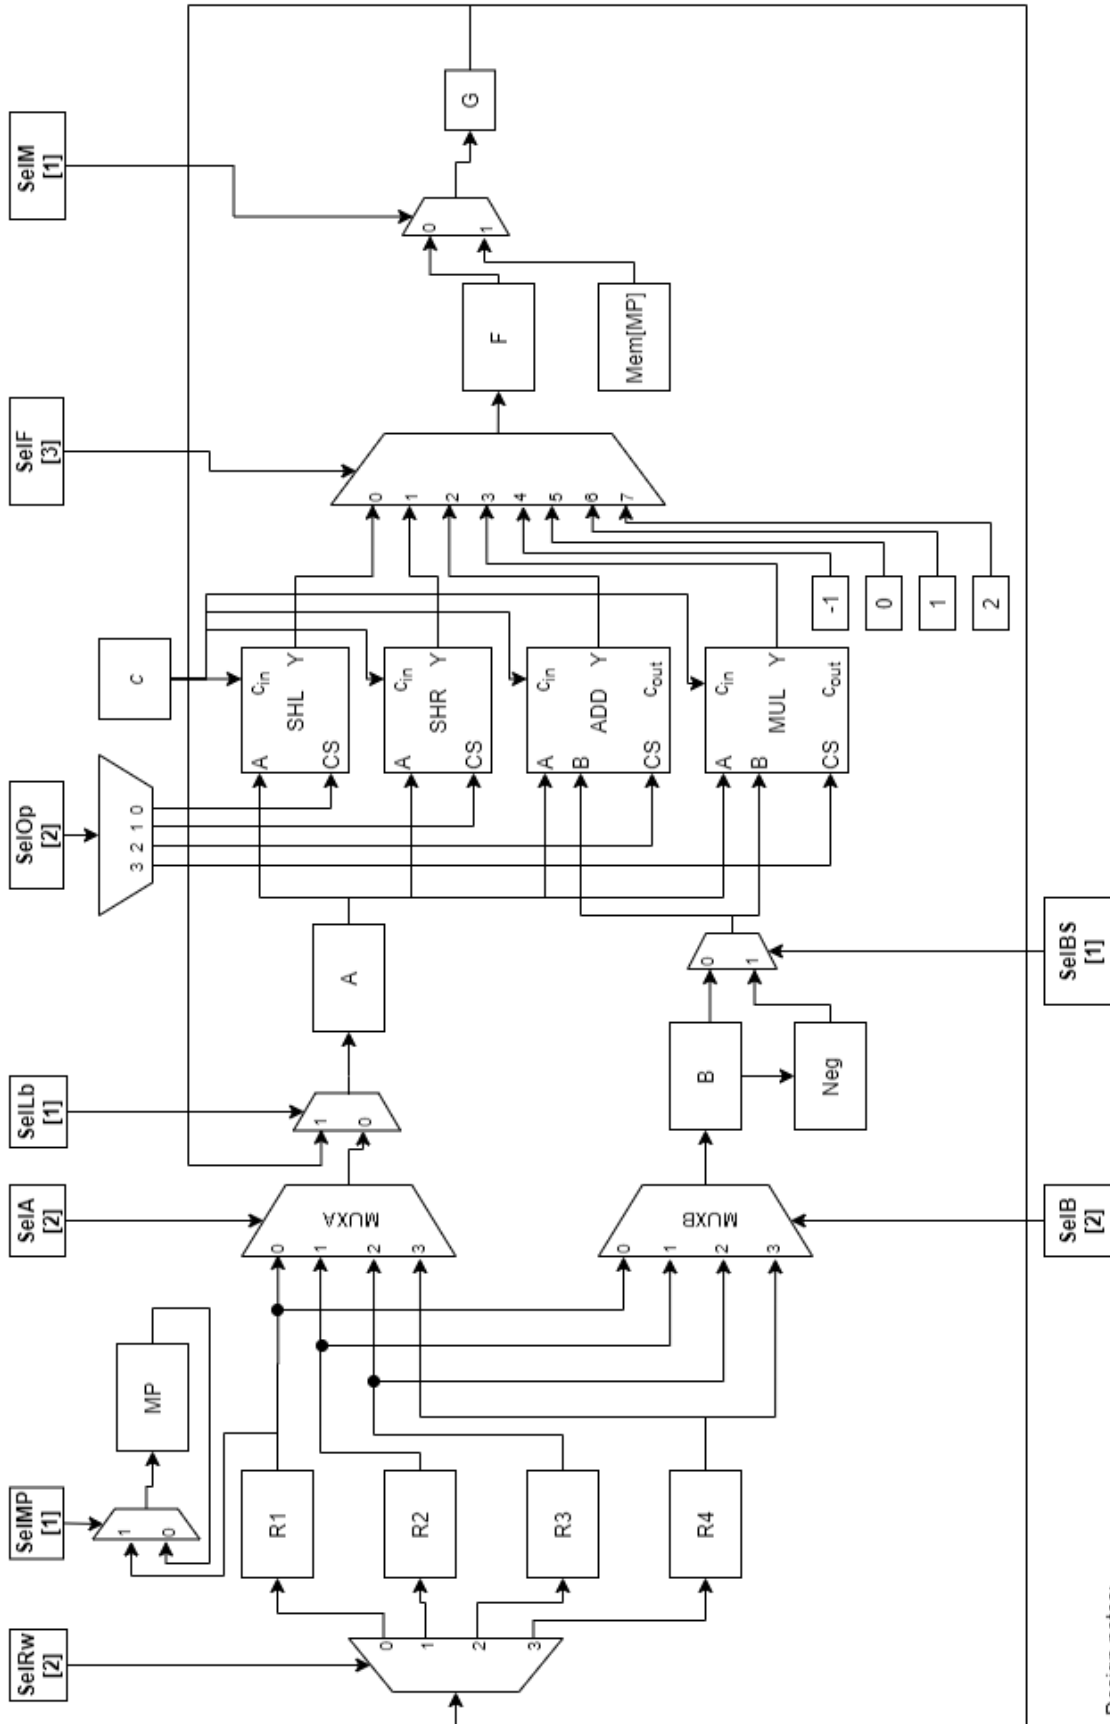 SelRw
[2]
SelMP
[1]
SelA
[2]
SelLb
[1]
SelOp
[2]
SelF
[3]
SelM
[1]
0
1
2
3
1
0
MP
R1
R2
R3
R4
0
1
2
3
MUXA
0
1
2
3
MUXB
1
0
A
B
Neg
0
1
3 2 1 0
C
A
CS
SHL
Cin
Y
A
CS
SHR
Cin
Y
A
B
CS
ADD
Cin
Y
Cout
A
B
CS
MUL
Cin
Y
Cout
-1
0
1
2
0
1
2
3
4
5
6
7
F
Mem[MP]
0
1
G
SelB
[2]
SelBS
[1]